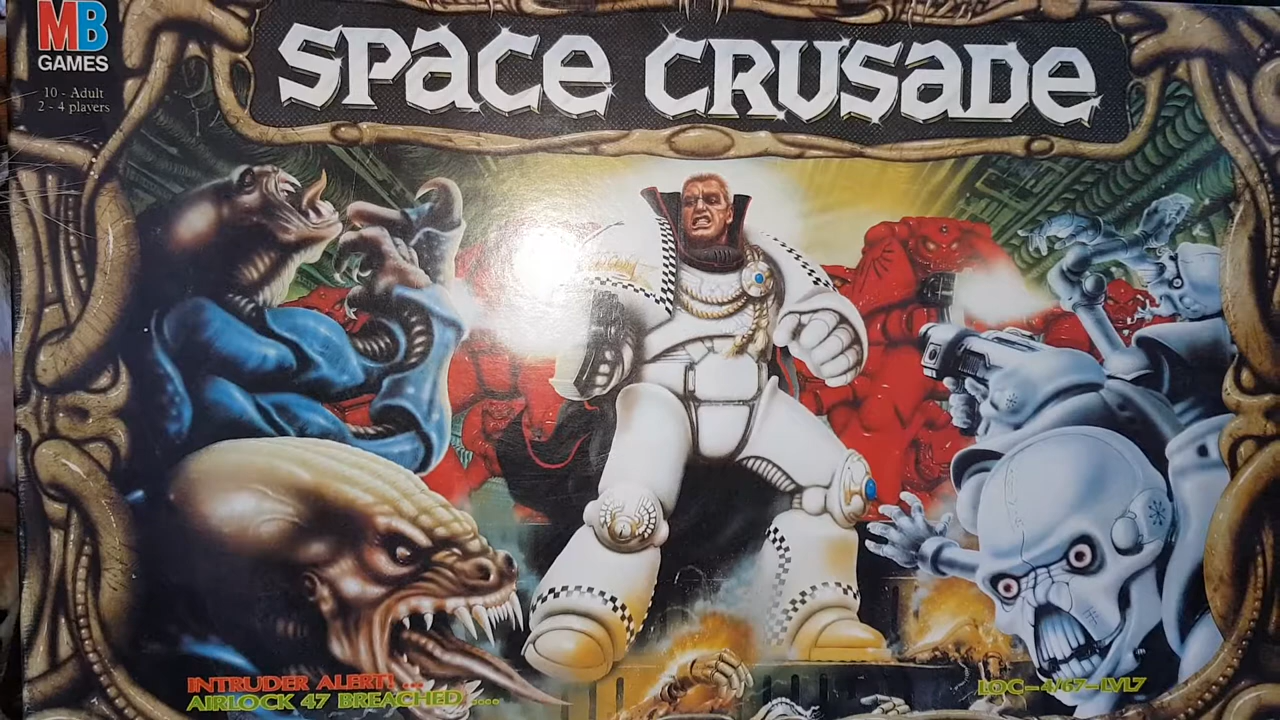 MB
GAMES
10 - Adult
2 - 4 players
SPACE CRUSADE
INTRUDER ALERT! ...
AIRLOCK 47 BREACHED ....
LOC-4/67-LVL7